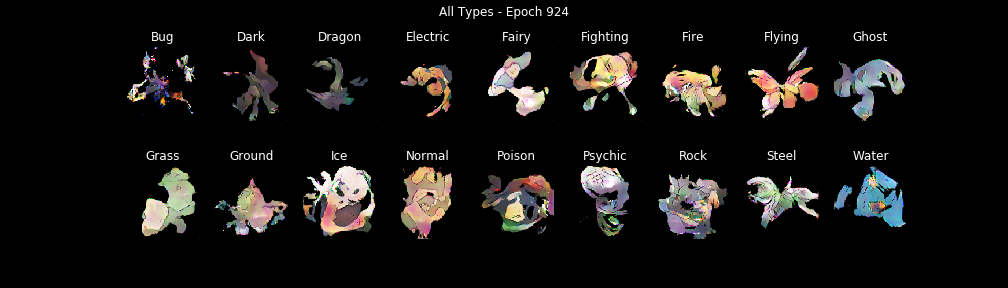 All Types - Epoch 924
Bug Dark Dragon Electric Fairy Fighting Fire Flying Ghost
Grass Ground Ice Normal Poison Psychic Rock Steel Water